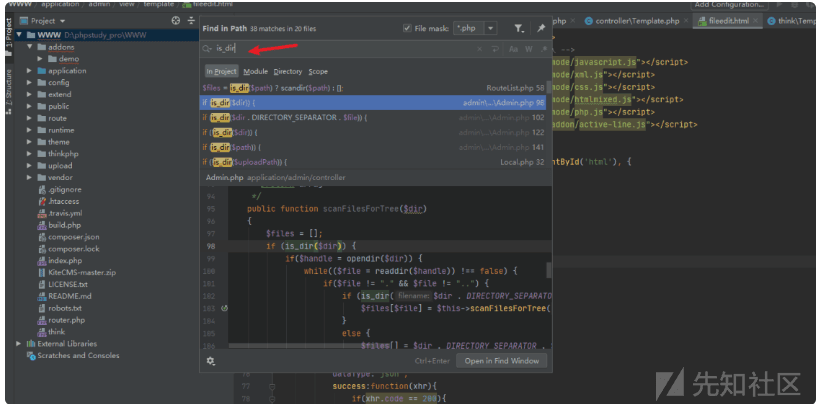 WWW > application > admin > view > template > fileedit.html
Add Configuration...
Project
1: Project
Z: Structure
WWW D:\phpstudy_pro\WWW
addons
demo
application
config
extend
public
route
runtime
theme
thinkphp
upload
vendor
.gitignore
.htaccess
.travis.yml
build.php
composer.json
composer.lock
index.php
KiteCMS-master.zip
LICENSE.txt
README.md
robots.txt
router.php
think
External Libraries
Scratches and Consoles
Find in Path 38 matches in 20 files
File mask: *.php
is_dir
Aa W .*
In Project Module Directory Scope
$files = is_dir($path) ? scandir($path) : []; RouteList.php 58
if (is_dir($dir)) { admin\...\Admin.php 98
if (is_dir($dir . DIRECTORY_SEPARATOR . $file)) { admin\...\Admin.php 102
if (is_dir($dir)) { admin\...\Admin.php 122
if (is_dir($path)) { admin\...\Admin.php 141
if (!is_dir($uploadPath)) { Local.php 32
Admin.php application/admin/controller
94 */
95 public function scanFilesForTree($dir)
96 {
97 $files = [];
98 if (is_dir($dir)) {
99 if($handle = opendir($dir)) {
100 while(($file = readdir($handle)) !== false) {
101 if($file != "." && $file != "..") {
102 if (is_dir( filename: $dir . DIRECTORY_SEPARATO
103 $files[$file] = $this->scanFilesForTree(
104 }
105 else {
106 $files[] = $dir . DIRECTORY_SEPARATOR .
Ctrl+Enter Open in Find Window
php controller\Template.php fileedit.html think\Temp
-->
mode/javascript.js"></script>
mode/xml.js"></script>
mode/css.js"></script>
mode/htmlmixed.js"></script>
mode/php.js"></script>
addon/active-line.js"></script>
ntById('html'), {
76 dataType: 'json',
77 success:function(xhr){
78 if(xhr.code == 200){
先知社区